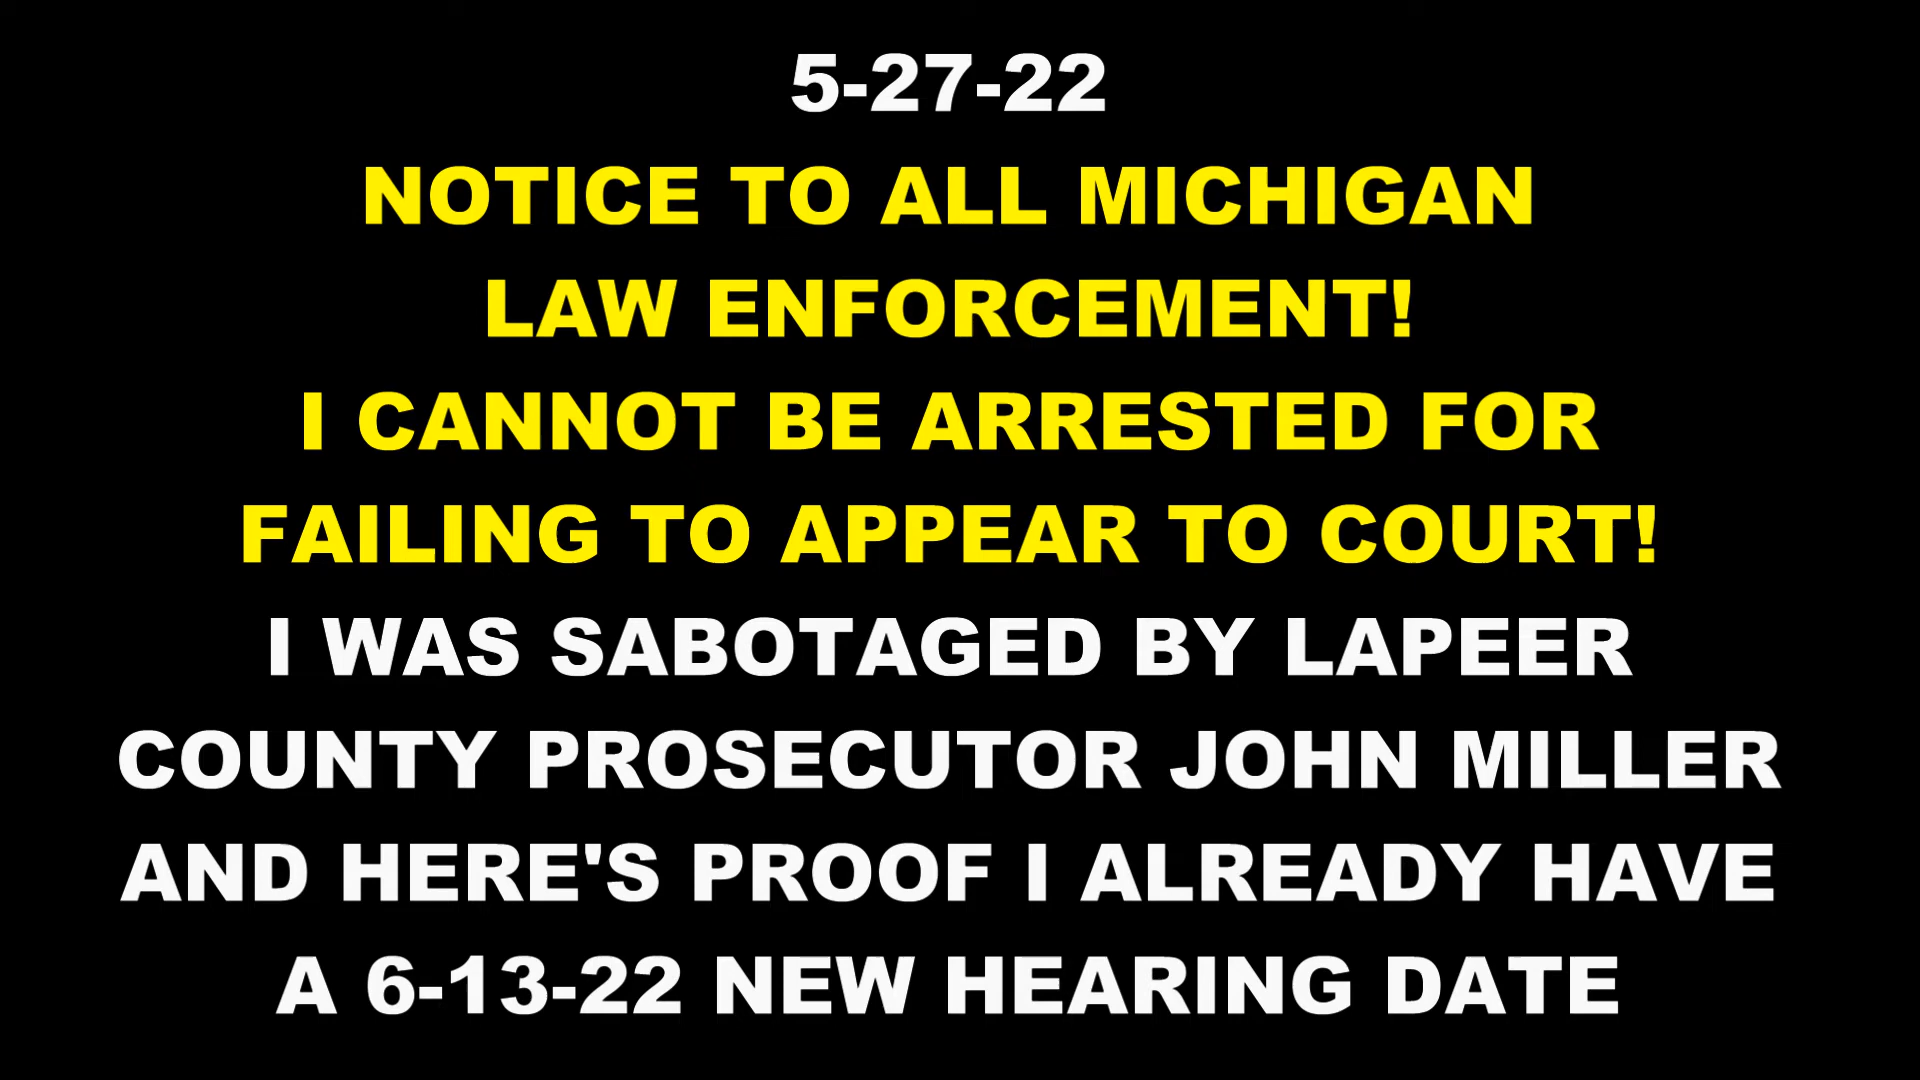 5-27-22
NOTICE TO ALL MICHIGAN
LAW ENFORCEMENT!
I CANNOT BE ARRESTED FOR
FAILING TO APPEAR TO COURT!
I WAS SABOTAGED BY LAPEER
COUNTY PROSECUTOR JOHN MILLER
AND HERE'S PROOF I ALREADY HAVE
A 6-13-22 NEW HEARING DATE